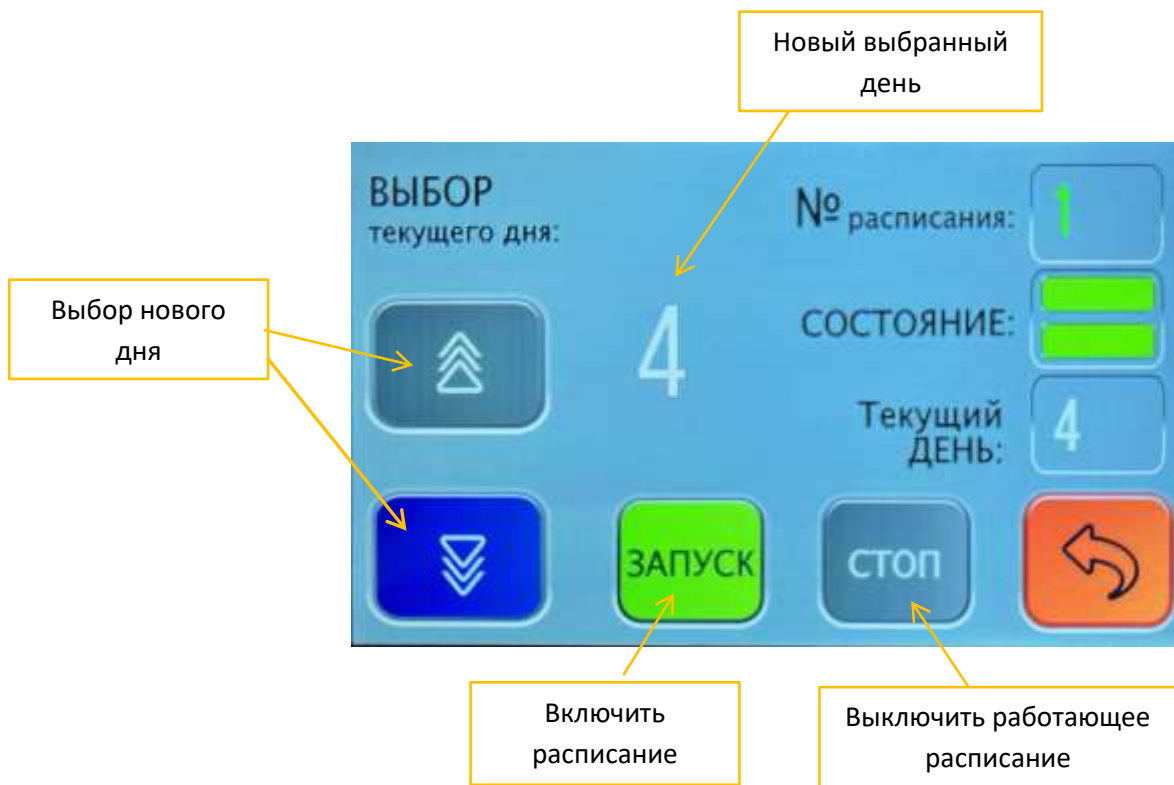 Новый выбранный
день
ВЫБОР
текущего дня:
№ расписания:
1
Выбор нового
дня
4
СОСТОЯНИЕ:
Текущий
ДЕНЬ:
4
ЗАПУСК
СТОП
Включить
расписание
Выключить работающее
расписание